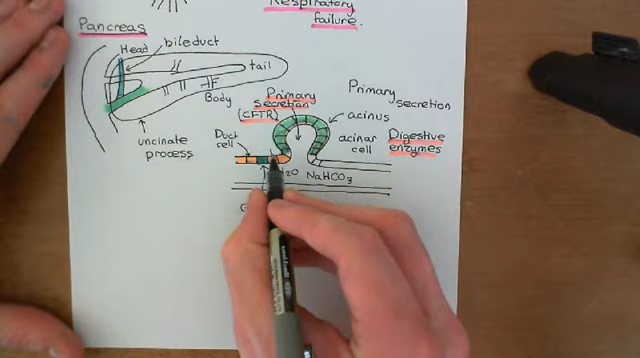 Respiratory
failure.
Pancreas
Head
bileduct
tail
Body
uncinate
process
Primary
secretion
(CFTR)
Primary
secretion
acinus
acinar
cell
Digestive
enzymes
Duct
cell
H2O NaHCO3